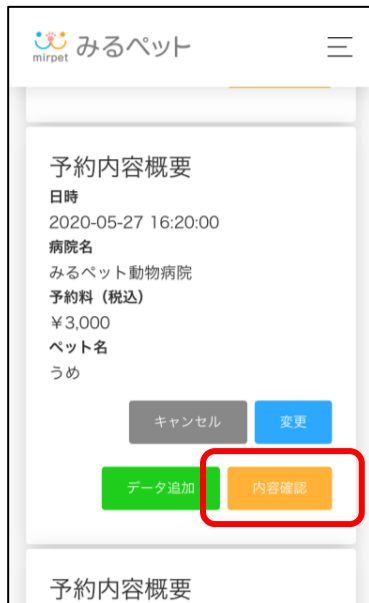 mirpet みるペット
予約内容概要
日時
2020-05-27 16:20:00
病院名
みるペット動物病院
予約料（税込）
￥3,000
ペット名
うめ
キャンセル 変更
データ追加 内容確認
予約内容概要